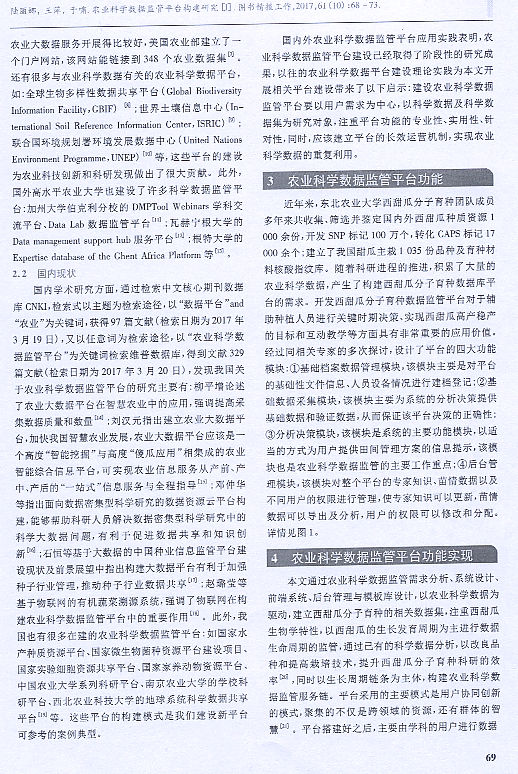 陆丽娜, 王萍, 于啸. 农业科学数据监管平台构建研究[J]. 图书情报工作,2017,61(10):68-73.
农业大数据服务开展得比较好,美国农业部建立了一
个门户网站,该网站能链接到 348 个农业数据集[7]。
还有很多与农业科学数据有关的农业科学数据平台,
如:全球生物多样性数据共享平台(Global Biodiversity
Information Facility,GBIF)[8];世界土壤信息中心(In-
ternational Soil Reference Information Center,ISRIC)[9];
联合国环境规划署环境发展数据中心(United Nations
Environment Programme,UNEP)[10]等,这些平台的建设
为农业科技创新和科研发现做出了很大贡献。此外,
国外高水平农业大学也建设了许多科学数据监管平
台:加州大学伯克利分校的 DMPTool Webinars 学科交
流平台、Data Lab 数据监管平台[11];瓦赫宁根大学的
Data management support hub 服务平台[12];根特大学的
Expertise database of the Ghent Africa Platform 等[13]。
2.2 国内现状
国内学术研究方面,通过检索中文核心期刊数据
库 CNKI,检索式以主题为检索途径,以“数据平台”and
“农业”为关键词,获得 97 篇文献(检索日期为 2017 年
3 月 19 日),又以任意词为检索途径,以“农业科学数
据监管平台”为关键词检索维普数据库,得到文献 329
篇文献(检索日期为 2017 年 3 月 20 日),发现我国关
于农业科学数据监管平台的研究主要有:柳平增论述
了农业大数据平台在智慧农业中的应用,强调提高采
集数据质量和数量[14];刘汉元指出建立农业大数据平
台,加快我国智慧农业发展,农业大数据平台应该是一
个高度“智能挖掘”与高度“傻瓜应用”相集成的农业
智能综合信息平台,可实现农业信息服务从产前、产
中、产后的“一站式”信息服务与全程指导[15];邓仲华
等指出面向数据密集型科学研究的数据资源云平台构
建,能够帮助科研人员解决数据密集型科学研究中的
科学大数据问题,有利于促进数据共享和知识创
新[16];石恒等基于大数据的中国种业信息监管平台建
设现状及前景展望中指出构建大数据平台有利于加强
种子行业管理,推动种子行业数据共享[17];赵璐莹等
基于物联网的有机蔬菜溯源系统,强调了物联网在构
建农业科学数据监管平台中的重要作用[18]。此外,我
国也有很多在建的农业科学数据监管平台:如国家水
产种质资源平台、国家微生物菌种资源平台建设项目、
国家实验细胞资源共享平台、国家家养动物资源平台、
中国农业大学系列科研平台、南京农业大学的学校科
研平台、西北农业科技大学的地球系统科学数据共享
平台[19]等。这些平台的构建模式是我们建设新平台
可参考的案例典型。
国内外农业科学数据监管平台应用实践表明,农
业科学数据监管平台建设已经取得了阶段性的研究成
果,以往的农业科学数据平台建设理论实践为本文开
展相关平台建设带来了以下启示:建设农业科学数据
监管平台要以用户需求为中心,以科学数据及科学数
据集为研究对象,注重平台功能的专业性、实用性、针
对性,同时,应该建立平台的长效运营机制,实现农业
科学数据的重复利用。
3 农业科学数据监管平台功能
近年来,东北农业大学西甜瓜分子育种团队成员
多年来共收集、筛选并鉴定国内外西甜瓜种质资源 1
000 余份,开发 SNP 标记 100 万个,转化 CAPS 标记 17
000 余个;建立了我国甜瓜主栽 1 035 份品种及育种材
料核酸指纹库。随着科研进程的推进,积累了大量的
农业科学数据,产生了构建西甜瓜分子育种数据库平
台的需求。开发西甜瓜分子育种数据监管平台对于辅
助种植人员进行关键时期决策、实现西甜瓜高产稳产
的目标和互动教学等方面具有非常重要的应用价值。
经过同相关专家的多次探讨,设计了平台的四大功能
模块:①基础档案数据管理模块,该模块主要是对平台
的基础性文件信息、人员设备情况进行建档登记;②基
础数据采集模块,该模块主要为系统的分析决策提供
基础数据和验证数据,从而保证该平台决策的正确性;
③分析决策模块,该模块是系统的主要功能模块,以适
当的方式为用户提供田间管理方案的信息提示,该模
块也是农业科学数据监管的主要工作重点;④后台管
理模块,该模块对整个平台的专家知识、苗情数据以及
不同用户的权限进行管理,使专家知识可以更新,苗情
数据可以导出及分析,用户的权限可以修改和分配。
详情见图 1。
4 农业科学数据监管平台功能实现
本文通过农业科学数据监管需求分析、系统设计、
前端系统、后台管理与模板库设计,以农业科学数据为
驱动,建立西甜瓜分子育种的相关数据集,注重西甜瓜
生物学特性,以西甜瓜的生长发育周期为主进行数据
生命周期的监管,通过已有的科学数据分析,以改良品
种和提高栽培技术,提升西甜瓜分子育种科研的效
率[20],同时以生长周期链条为主体,构建农业科学数
据监管服务链。平台采用的主要模式是用户协同创新
的模式,聚集的不仅是跨领域的资源,还有群体的智
慧[21]。平台搭建好之后,主要由学科的用户进行数据
69